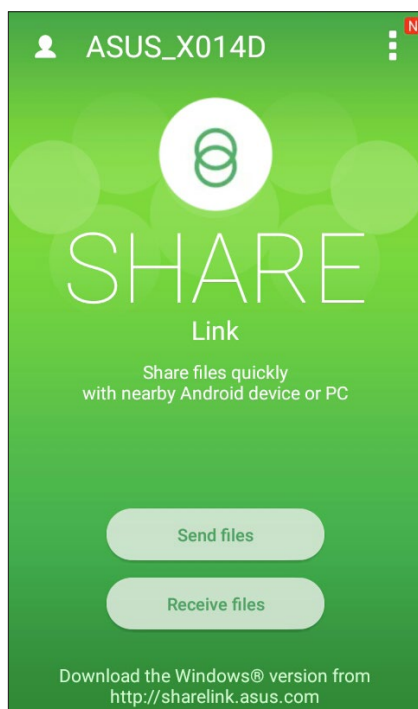 ASUS_X014D
N
SHARE
Link
Share files quickly
with nearby Android device or PC
Send files
Receive files
Download the Windows® version from
http://sharelink.asus.com